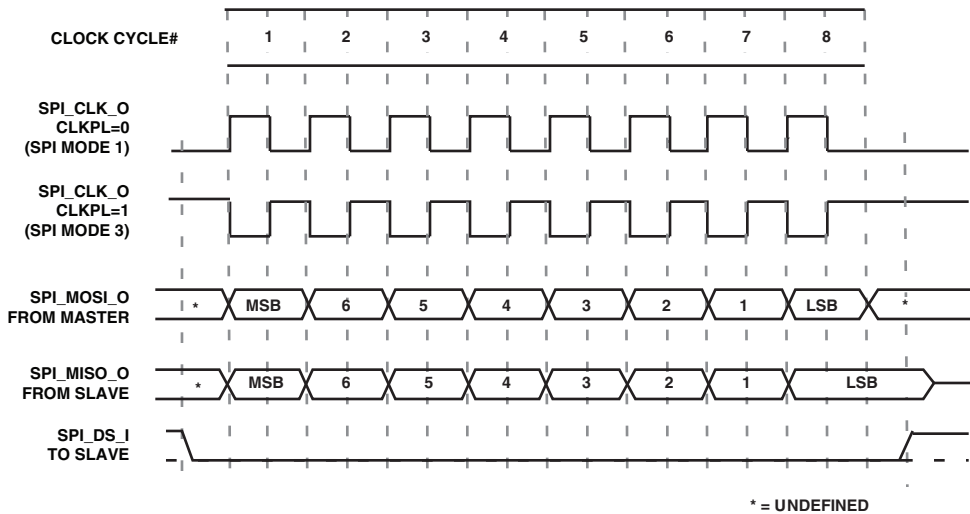 CLOCK CYCLE# 1 2 3 4 5 6 7 8
SPI_CLK_O
CLKPL=0
(SPI MODE 1)
SPI_CLK_O
CLKPL=1
(SPI MODE 3)
SPI_MOSI_O
FROM MASTER
* MSB 6 5 4 3 2 1 LSB *
SPI_MISO_O
FROM SLAVE
* MSB 6 5 4 3 2 1 LSB
SPI_DS_I
TO SLAVE
* = UNDEFINED